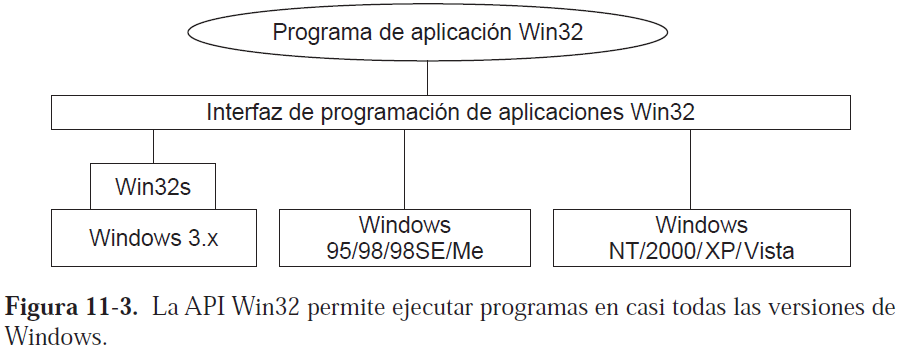 Programa de aplicación Win32
Interfaz de programación de aplicaciones Win32
Win32s
Windows 3.x
Windows
95/98/98SE/Me
Windows
NT/2000/XP/Vista
Figura 11-3. La API Win32 permite ejecutar programas en casi todas las versiones de
Windows.